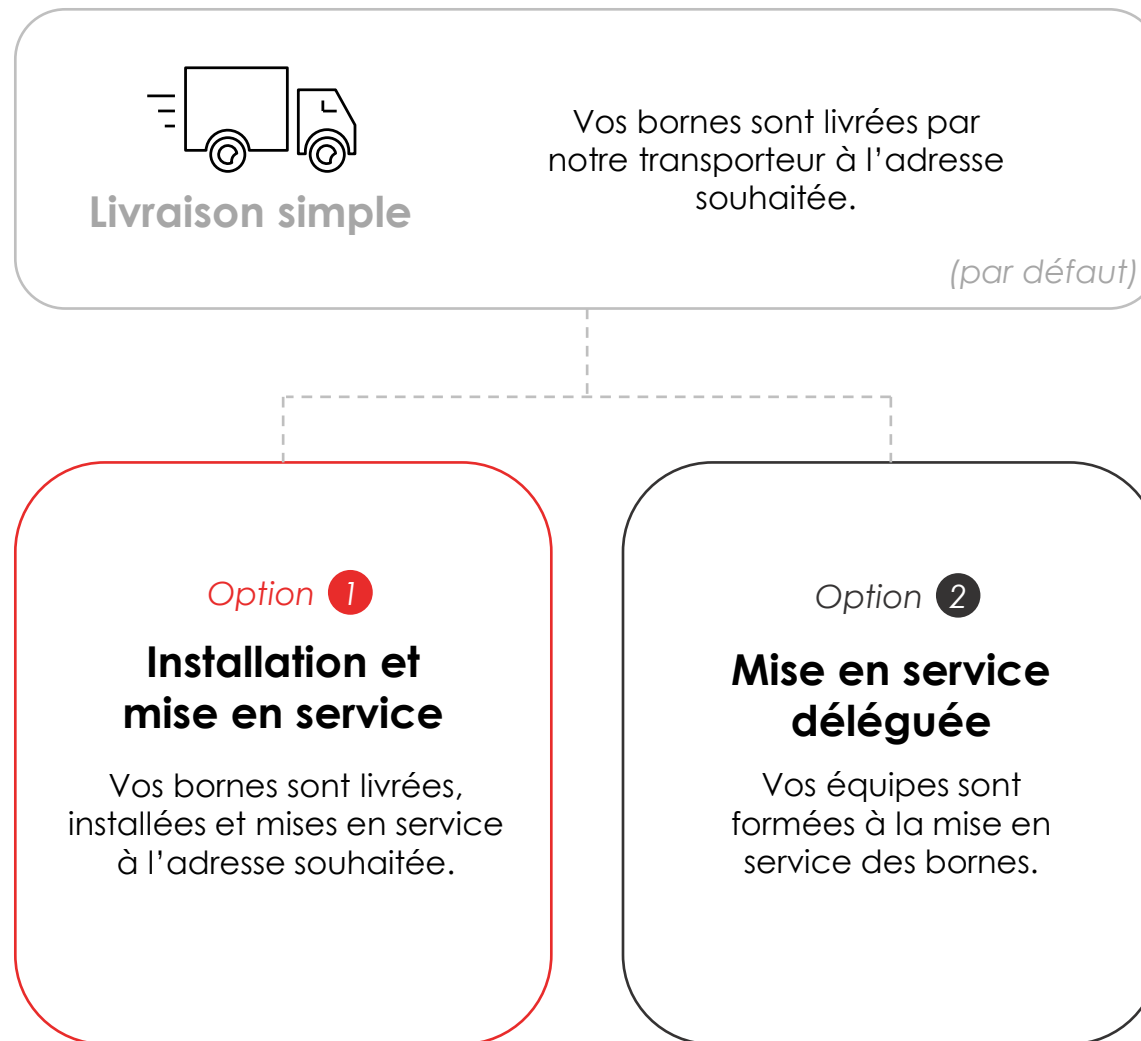 Livraison simple
Vos bornes sont livrées par
notre transporteur à l’adresse
souhaitée.
(par défaut)
Option 1
Installation et
mise en service
Vos bornes sont livrées,
installées et mises en service
à l’adresse souhaitée.
Option 2
Mise en service
déléguée
Vos équipes sont
formées à la mise en
service des bornes.